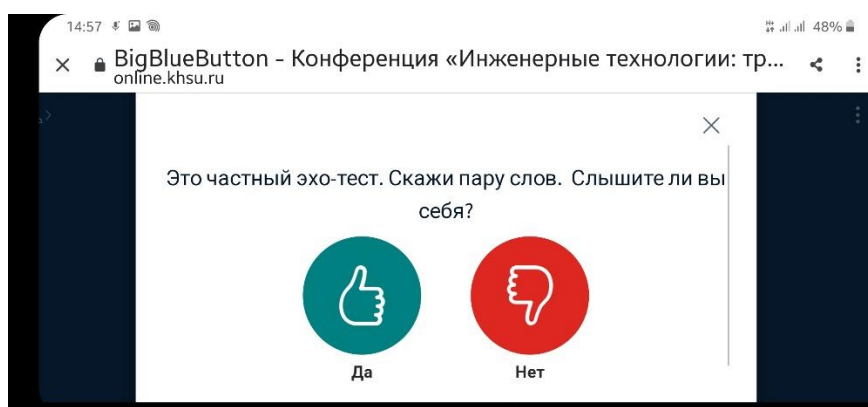 14:57 48%
BigBlueButton - Конференция «Инженерные технологии: тр...
online.khsu.ru
Это частный эхо-тест. Скажи пару слов. Слышите ли вы
себя?
Да Нет